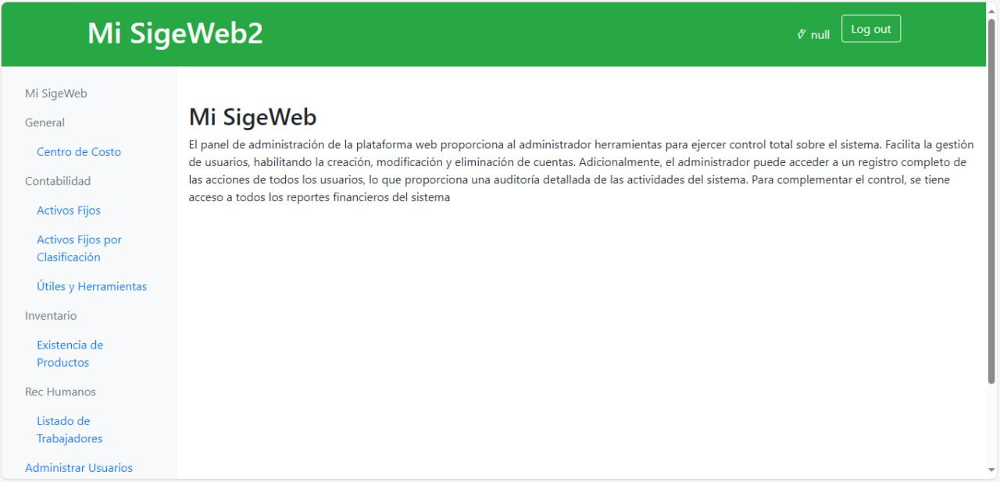 Mi SigeWeb2
null
Log out
Mi SigeWeb
General
Centro de Costo
Contabilidad
Activos Fijos
Activos Fijos por
Clasificación
Útiles y Herramientas
Inventario
Existencia de
Productos
Rec Humanos
Listado de
Trabajadores
Administrar Usuarios
Mi SigeWeb
El panel de administración de la plataforma web proporciona al administrador herramientas para ejercer control total sobre el sistema. Facilita la gestión
de usuarios, habilitando la creación, modificación y eliminación de cuentas. Adicionalmente, el administrador puede acceder a un registro completo de
las acciones de todos los usuarios, lo que proporciona una auditoría detallada de las actividades del sistema. Para complementar el control, se tiene
acceso a todos los reportes financieros del sistema